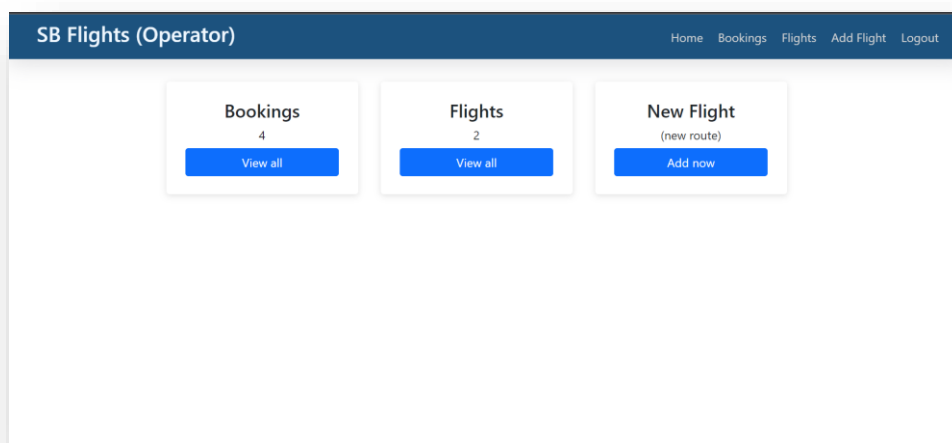 SB Flights (Operator)
Home Bookings Flights Add Flight Logout
Bookings
4
View all
Flights
2
View all
New Flight
(new route)
Add now